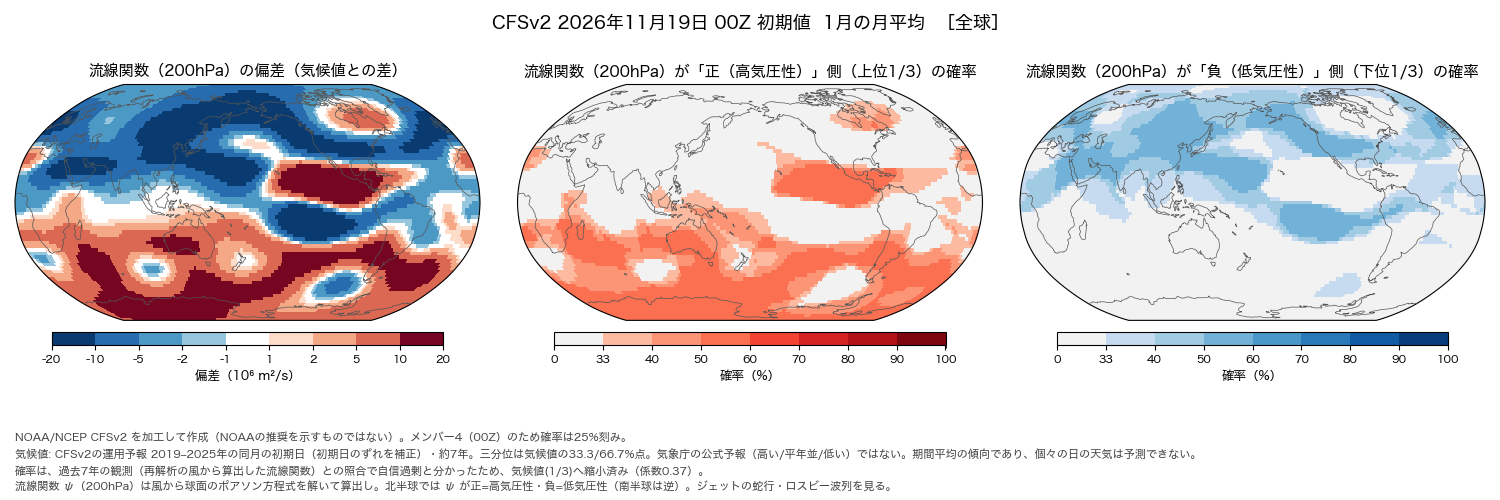 CFSv2 2026年11月19日 00Z 初期値 1月の月平均 ［全球］
流線関数（200hPa）の偏差（気候値との差）
流線関数（200hPa）が「正（高気圧性）」側（上位1/3）の確率
流線関数（200hPa）が「負（低気圧性）」側（下位1/3）の確率
-20 -10 -5 -2 -1 1 2 5 10 20
偏差（10⁶ m²/s）
0 33 40 50 60 70 80 90 100
確率（%）
0 33 40 50 60 70 80 90 100
確率（%）
NOAA/NCEP CFSv2 を加工して作成（NOAAの推奨を示すものではない）。メンバー4（00Z）のため確率は25%刻み。
気候値: CFSv2の運用予報 2019–2025年の同月の初期日（初期日のずれを補正）・約7年。三分位は気候値の33.3/66.7%点。気象庁の公式予報（高い/平年並/低い）ではない。期間平均の傾向であり、個々の日の天気は予測できない。
確率は、過去7年の観測（再解析の風から算出した流線関数）との照合で自信過剰と分かったため、気候値(1/3)へ縮小済み（係数0.37）。
流線関数 ψ（200hPa）は風から球面のポアソン方程式を解いて算出し。北半球では ψ が正=高気圧性・負=低気圧性（南半球は逆）。ジェットの蛇行・ロスビー波列を見る。